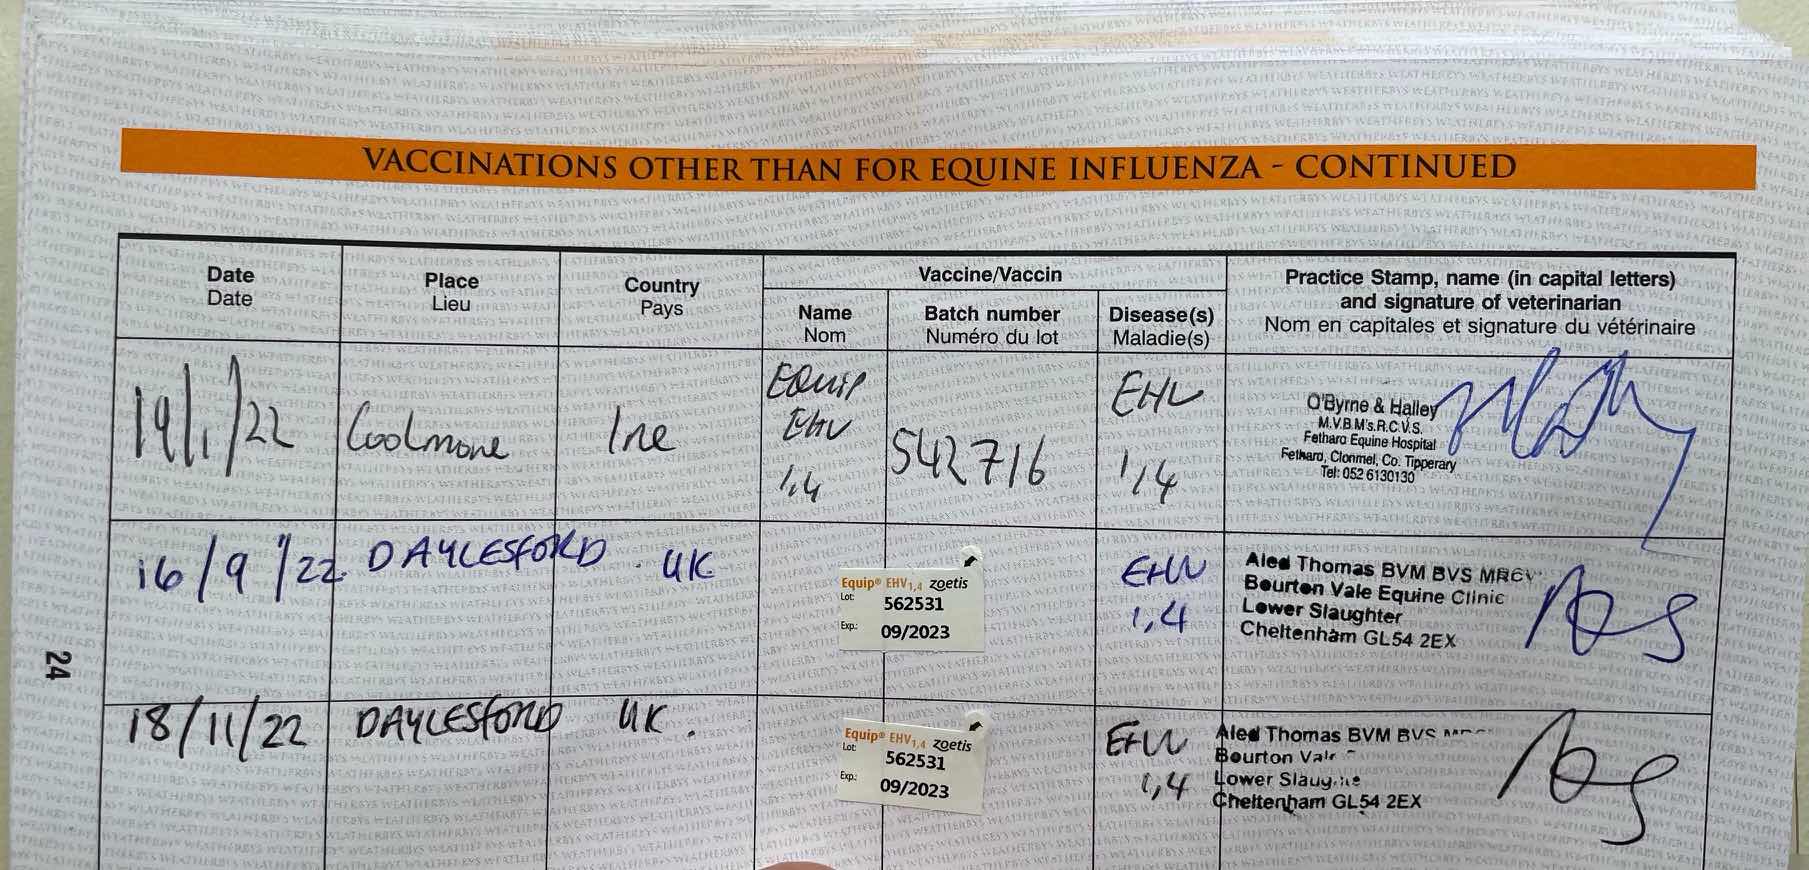 VACCINATIONS OTHER THAN FOR EQUINE INFLUENZA - CONTINUED
Date
Date
Place
Lieu
Country
Pays
Vaccine/Vaccin
Name
Nom
Batch number
Numéro du lot
Disease(s)
Maladie(s)
Practice Stamp, name (in capital letters)
and signature of veterinarian
Nom en capitales et signature du vétérinaire
19/1/22 Coolmore Ire
EQUIP
EHV
1,4
542716
EHV
1,4
O'Byrne & Halley
M.V.B.M's.R.C.V.S.
Fethard Equine Hospital
Fethard, Clonmel, Co. Tipperary
Tel: 052 6130130
16/9/22 DAYLESFORD. UK
Equip® EHV1,4 zoetis
Lot: 562531
Exp.: 09/2023
EHV
1,4
Aled Thomas BVM BVS MRCV
Bourton Vale Equine Clinic
Lower Slaughter
Cheltenham GL54 2EX
18/11/22 DAYLESFORD UK.
Equip® EHV1,4 zoetis
Lot: 562531
Exp.: 09/2023
EHV
1,4
Aled Thomas BVM BVS
Bourton Vale
Lower Slaughter
Cheltenham GL54 2EX
24